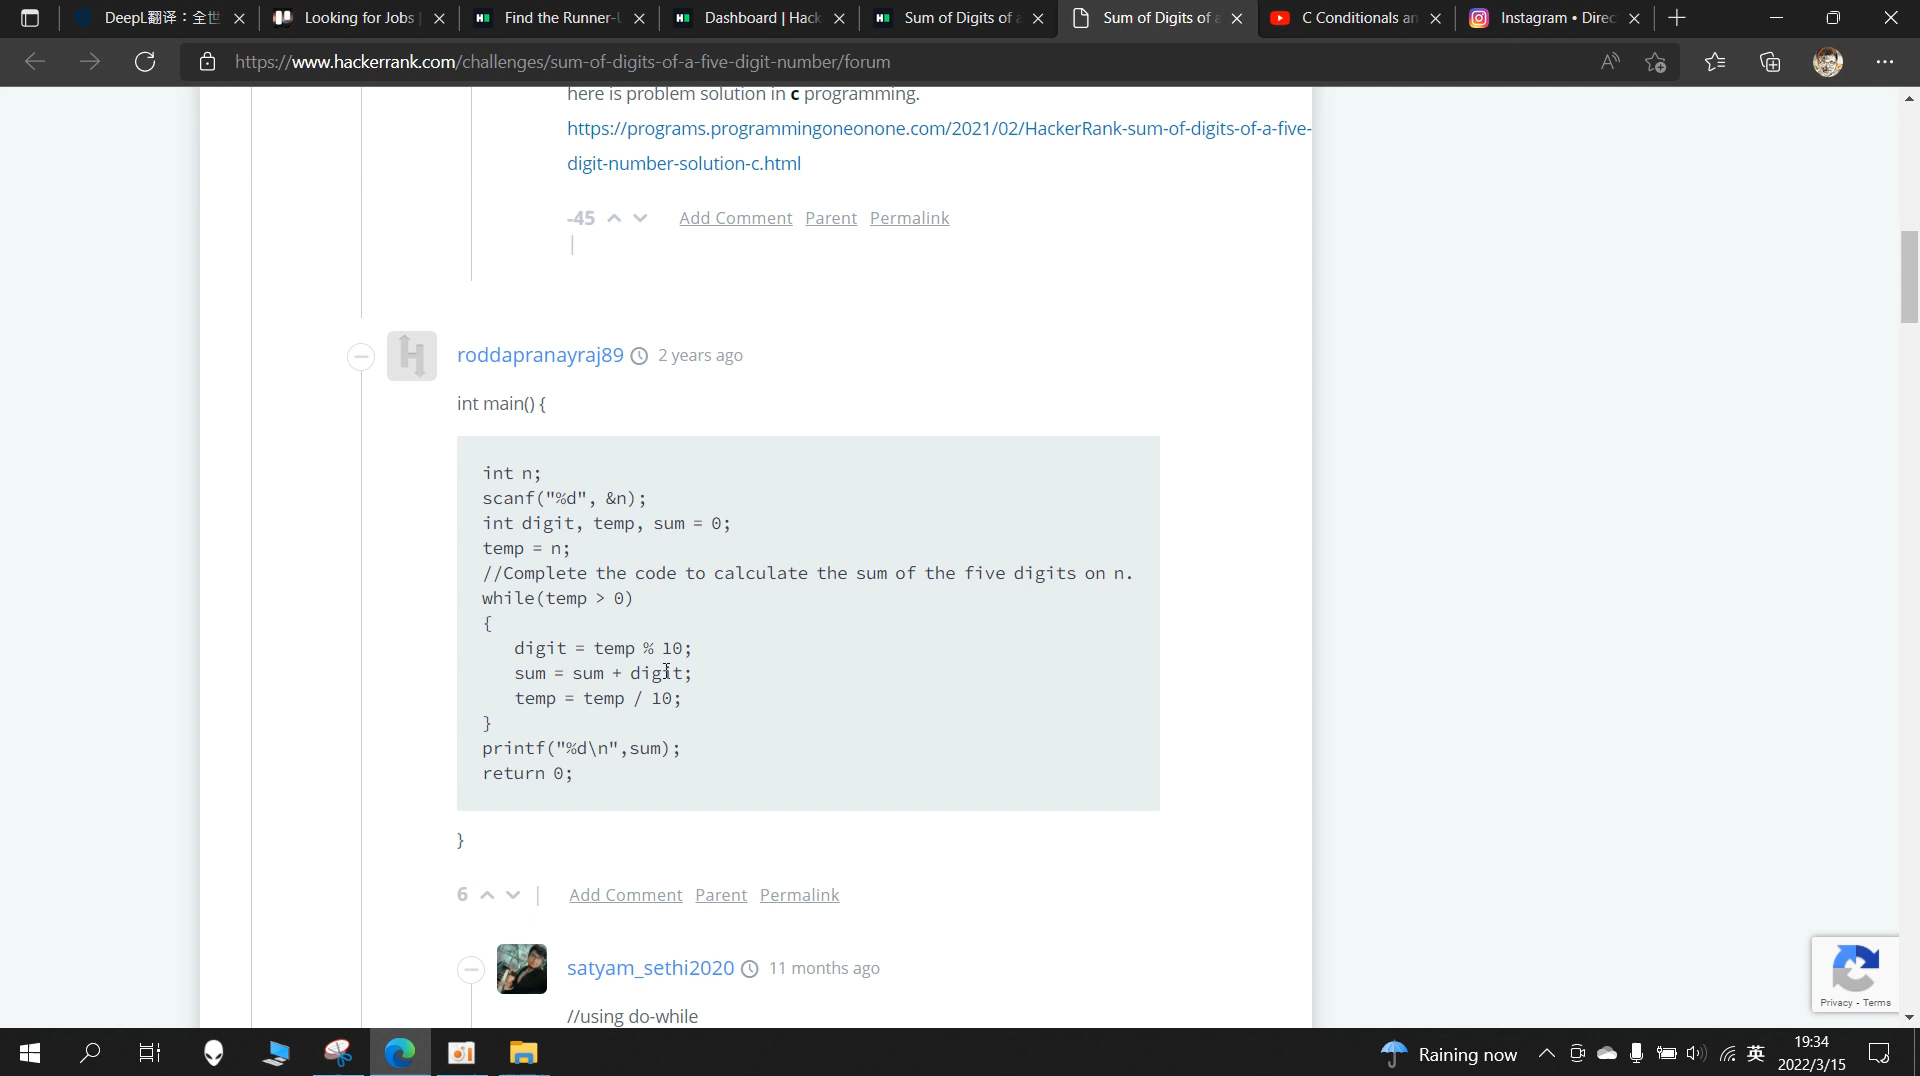 DeepL翻译：全世
Looking for Jobs
Find the Runner-U
Dashboard | Hack
Sum of Digits of a
Sum of Digits of a
C Conditionals an
Instagram • Direc
https://www.hackerrank.com/challenges/sum-of-digits-of-a-five-digit-number/forum
here is problem solution in c programming.
https://programs.programmingoneonone.com/2021/02/HackerRank-sum-of-digits-of-a-five-
digit-number-solution-c.html
-45 Add Comment Parent Permalink
|
roddapranayraj89 2 years ago
int main() {
int n;
scanf("%d", &n);
int digit, temp, sum = 0;
temp = n;
//Complete the code to calculate the sum of the five digits on n.
while(temp > 0)
{
digit = temp % 10;
sum = sum + digit;
temp = temp / 10;
}
printf("%d\n",sum);
return 0;
}
6 | Add Comment Parent Permalink
satyam_sethi2020 11 months ago
//using do-while
Privacy - Terms
Raining now
英
19:34
2022/3/15